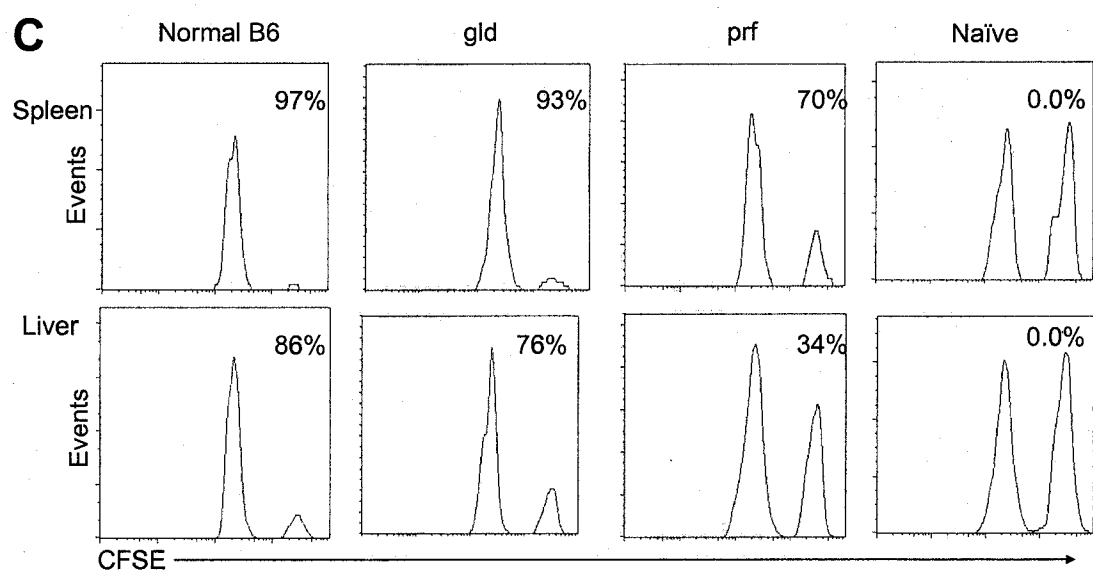 C
Normal B6 gld prf Naïve
Spleen 97% 93% 70% 0.0%
Events
Liver 86% 76% 34% 0.0%
Events
CFSE